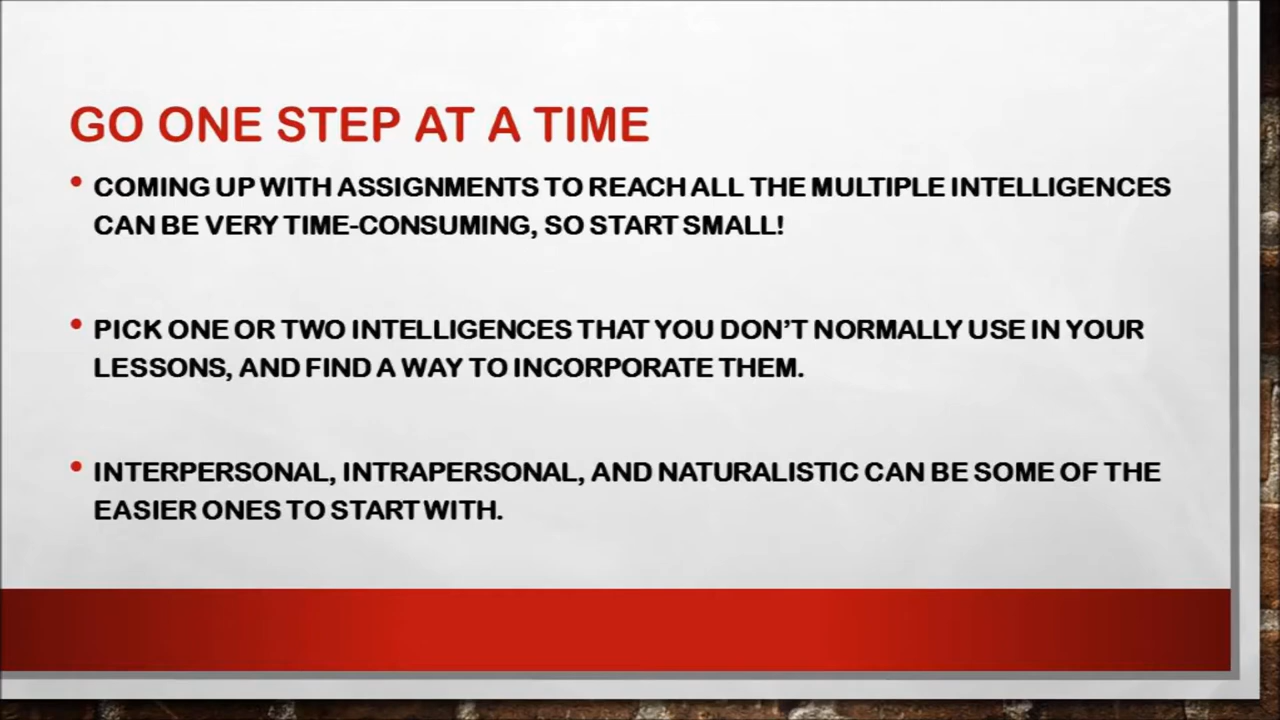 GO ONE STEP AT A TIME
• COMING UP WITH ASSIGNMENTS TO REACH ALL THE MULTIPLE INTELLIGENCES
CAN BE VERY TIME-CONSUMING, SO START SMALL!
• PICK ONE OR TWO INTELLIGENCES THAT YOU DON’T NORMALLY USE IN YOUR
LESSONS, AND FIND A WAY TO INCORPORATE THEM.
• INTERPERSONAL, INTRAPERSONAL, AND NATURALISTIC CAN BE SOME OF THE
EASIER ONES TO START WITH.